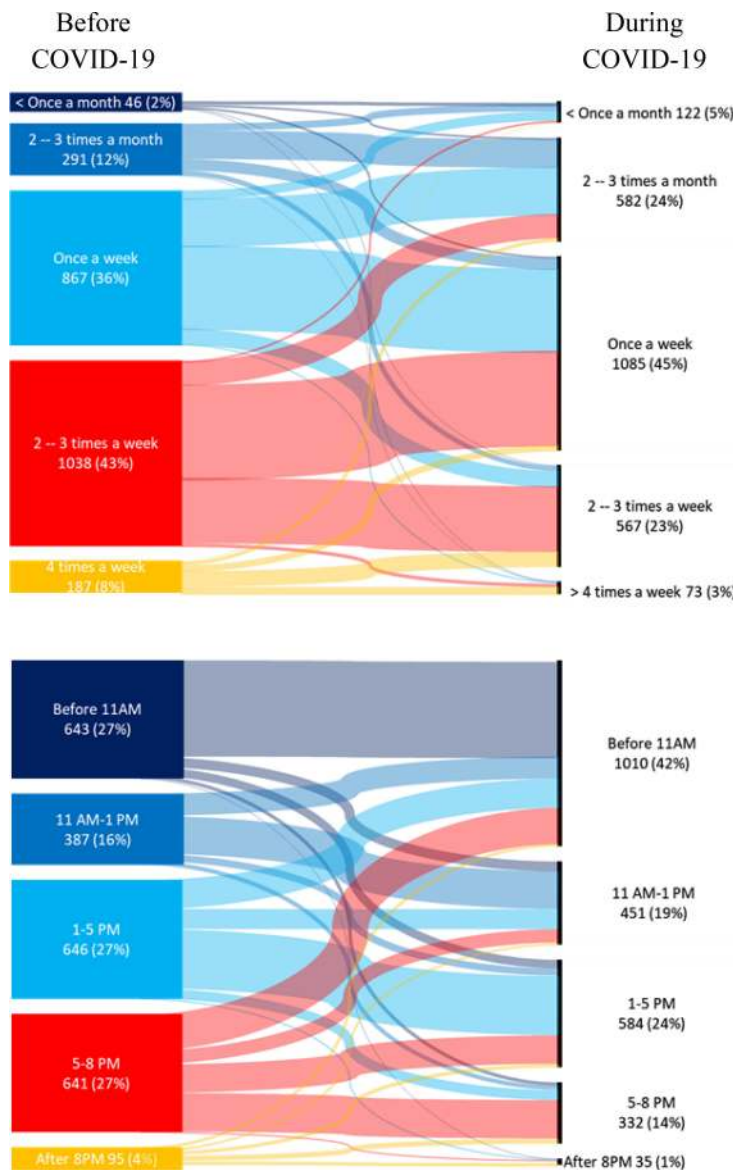 Before
COVID-19
During
COVID-19
< Once a month 46 (2%)
2 -- 3 times a month
291 (12%)
Once a week
867 (36%)
2 -- 3 times a week
1038 (43%)
4 times a week
187 (8%)
< Once a month 122 (5%)
2 -- 3 times a month
582 (24%)
Once a week
1085 (45%)
2 -- 3 times a week
567 (23%)
> 4 times a week 73 (3%)
Before 11AM
643 (27%)
11 AM-1 PM
387 (16%)
1-5 PM
646 (27%)
5-8 PM
641 (27%)
After 8PM 95 (4%)
Before 11AM
1010 (42%)
11 AM-1 PM
451 (19%)
1-5 PM
584 (24%)
5-8 PM
332 (14%)
After 8PM 35 (1%)